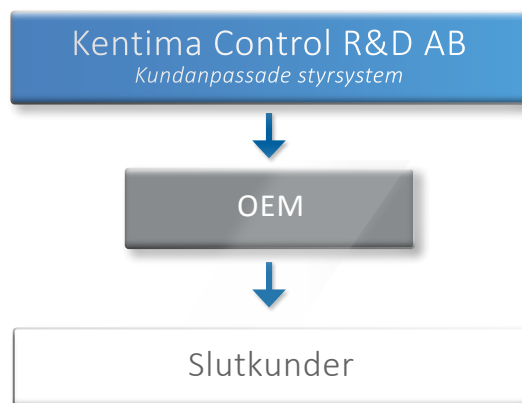 Kentima Control R&D AB
Kundanpassade styrsystem
OEM
Slutkunder